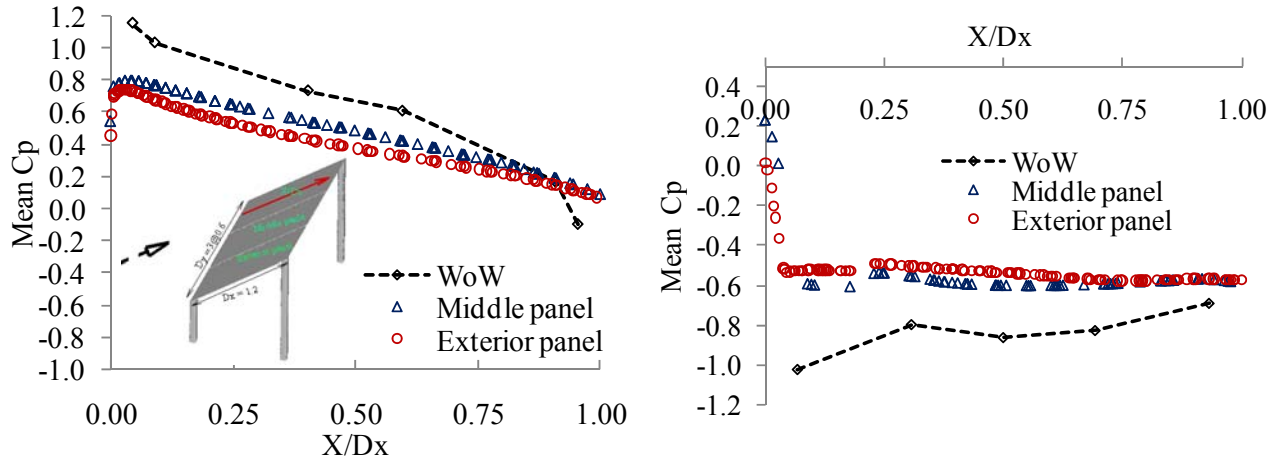 1.2
1.0
0.8
0.6
0.4
0.2
0.0
-0.2
-0.4
-0.6
-0.8
-1.0
Mean Cp
0.00 0.25 0.50 0.75 1.00
X/Dx
Dy = 3@0.6
Dx = 1.2
WoW
Middle panel
Exterior panel
X/Dx
0.00 0.25 0.50 0.75 1.00
0.4
0.2
0.0
-0.2
-0.4
-0.6
-0.8
-1.0
-1.2
Mean Cp
WoW
Middle panel
Exterior panel